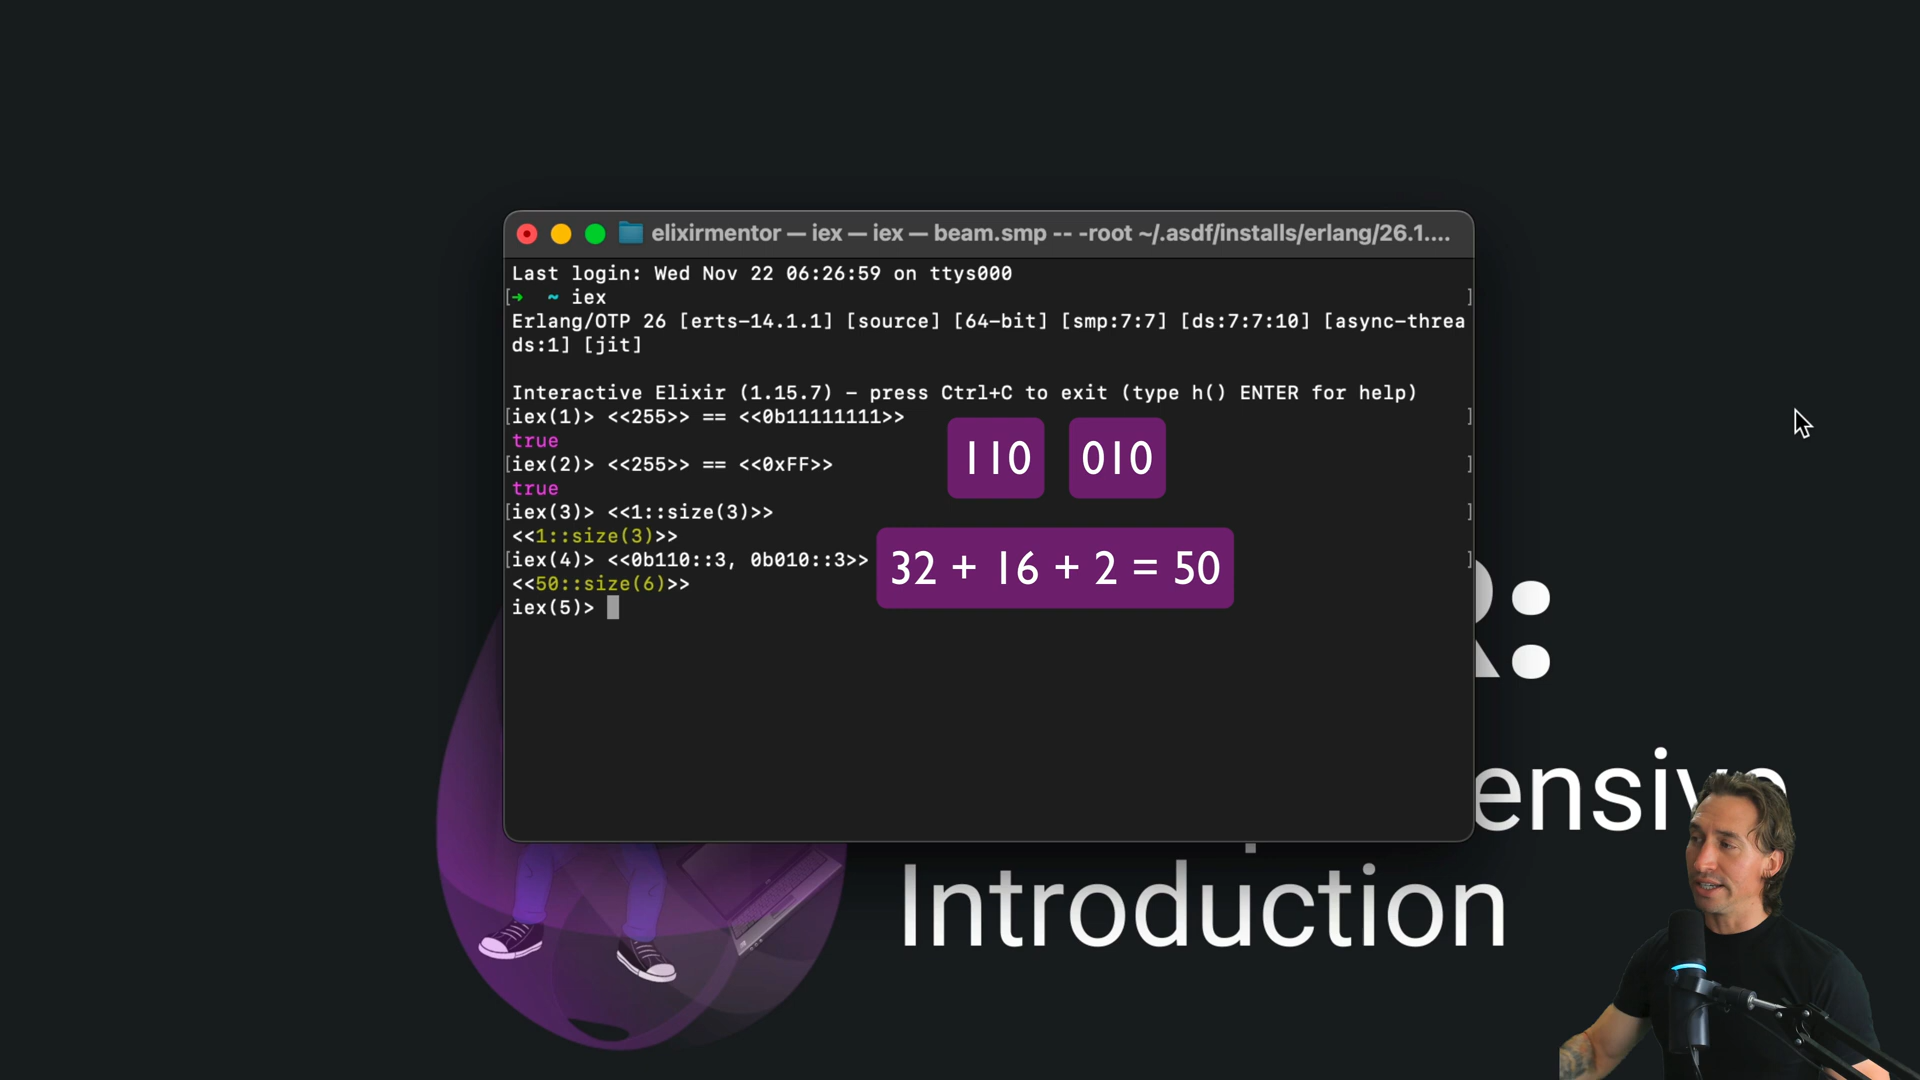 elixirmentor — iex — iex — beam.smp -- -root ~/.asdf/installs/erlang/26.1....
Last login: Wed Nov 22 06:26:59 on ttys000
[➜  ~ iex ]
Erlang/OTP 26 [erts-14.1.1] [source] [64-bit] [smp:7:7] [ds:7:7:10] [async-threa
ds:1] [jit]
Interactive Elixir (1.15.7) – press Ctrl+C to exit (type h() ENTER for help)
[iex(1)> <<255>> == <<0b11111111>> ]
true
[iex(2)> <<255>> == <<0xFF>> ]
true
[iex(3)> <<1::size(3)>> ]
<<1::size(3)>>
[iex(4)> <<0b110::3, 0b010::3>> ]
<<50::size(6)>>
iex(5)>
110 010
32 + 16 + 2 = 50
R:
Introduction